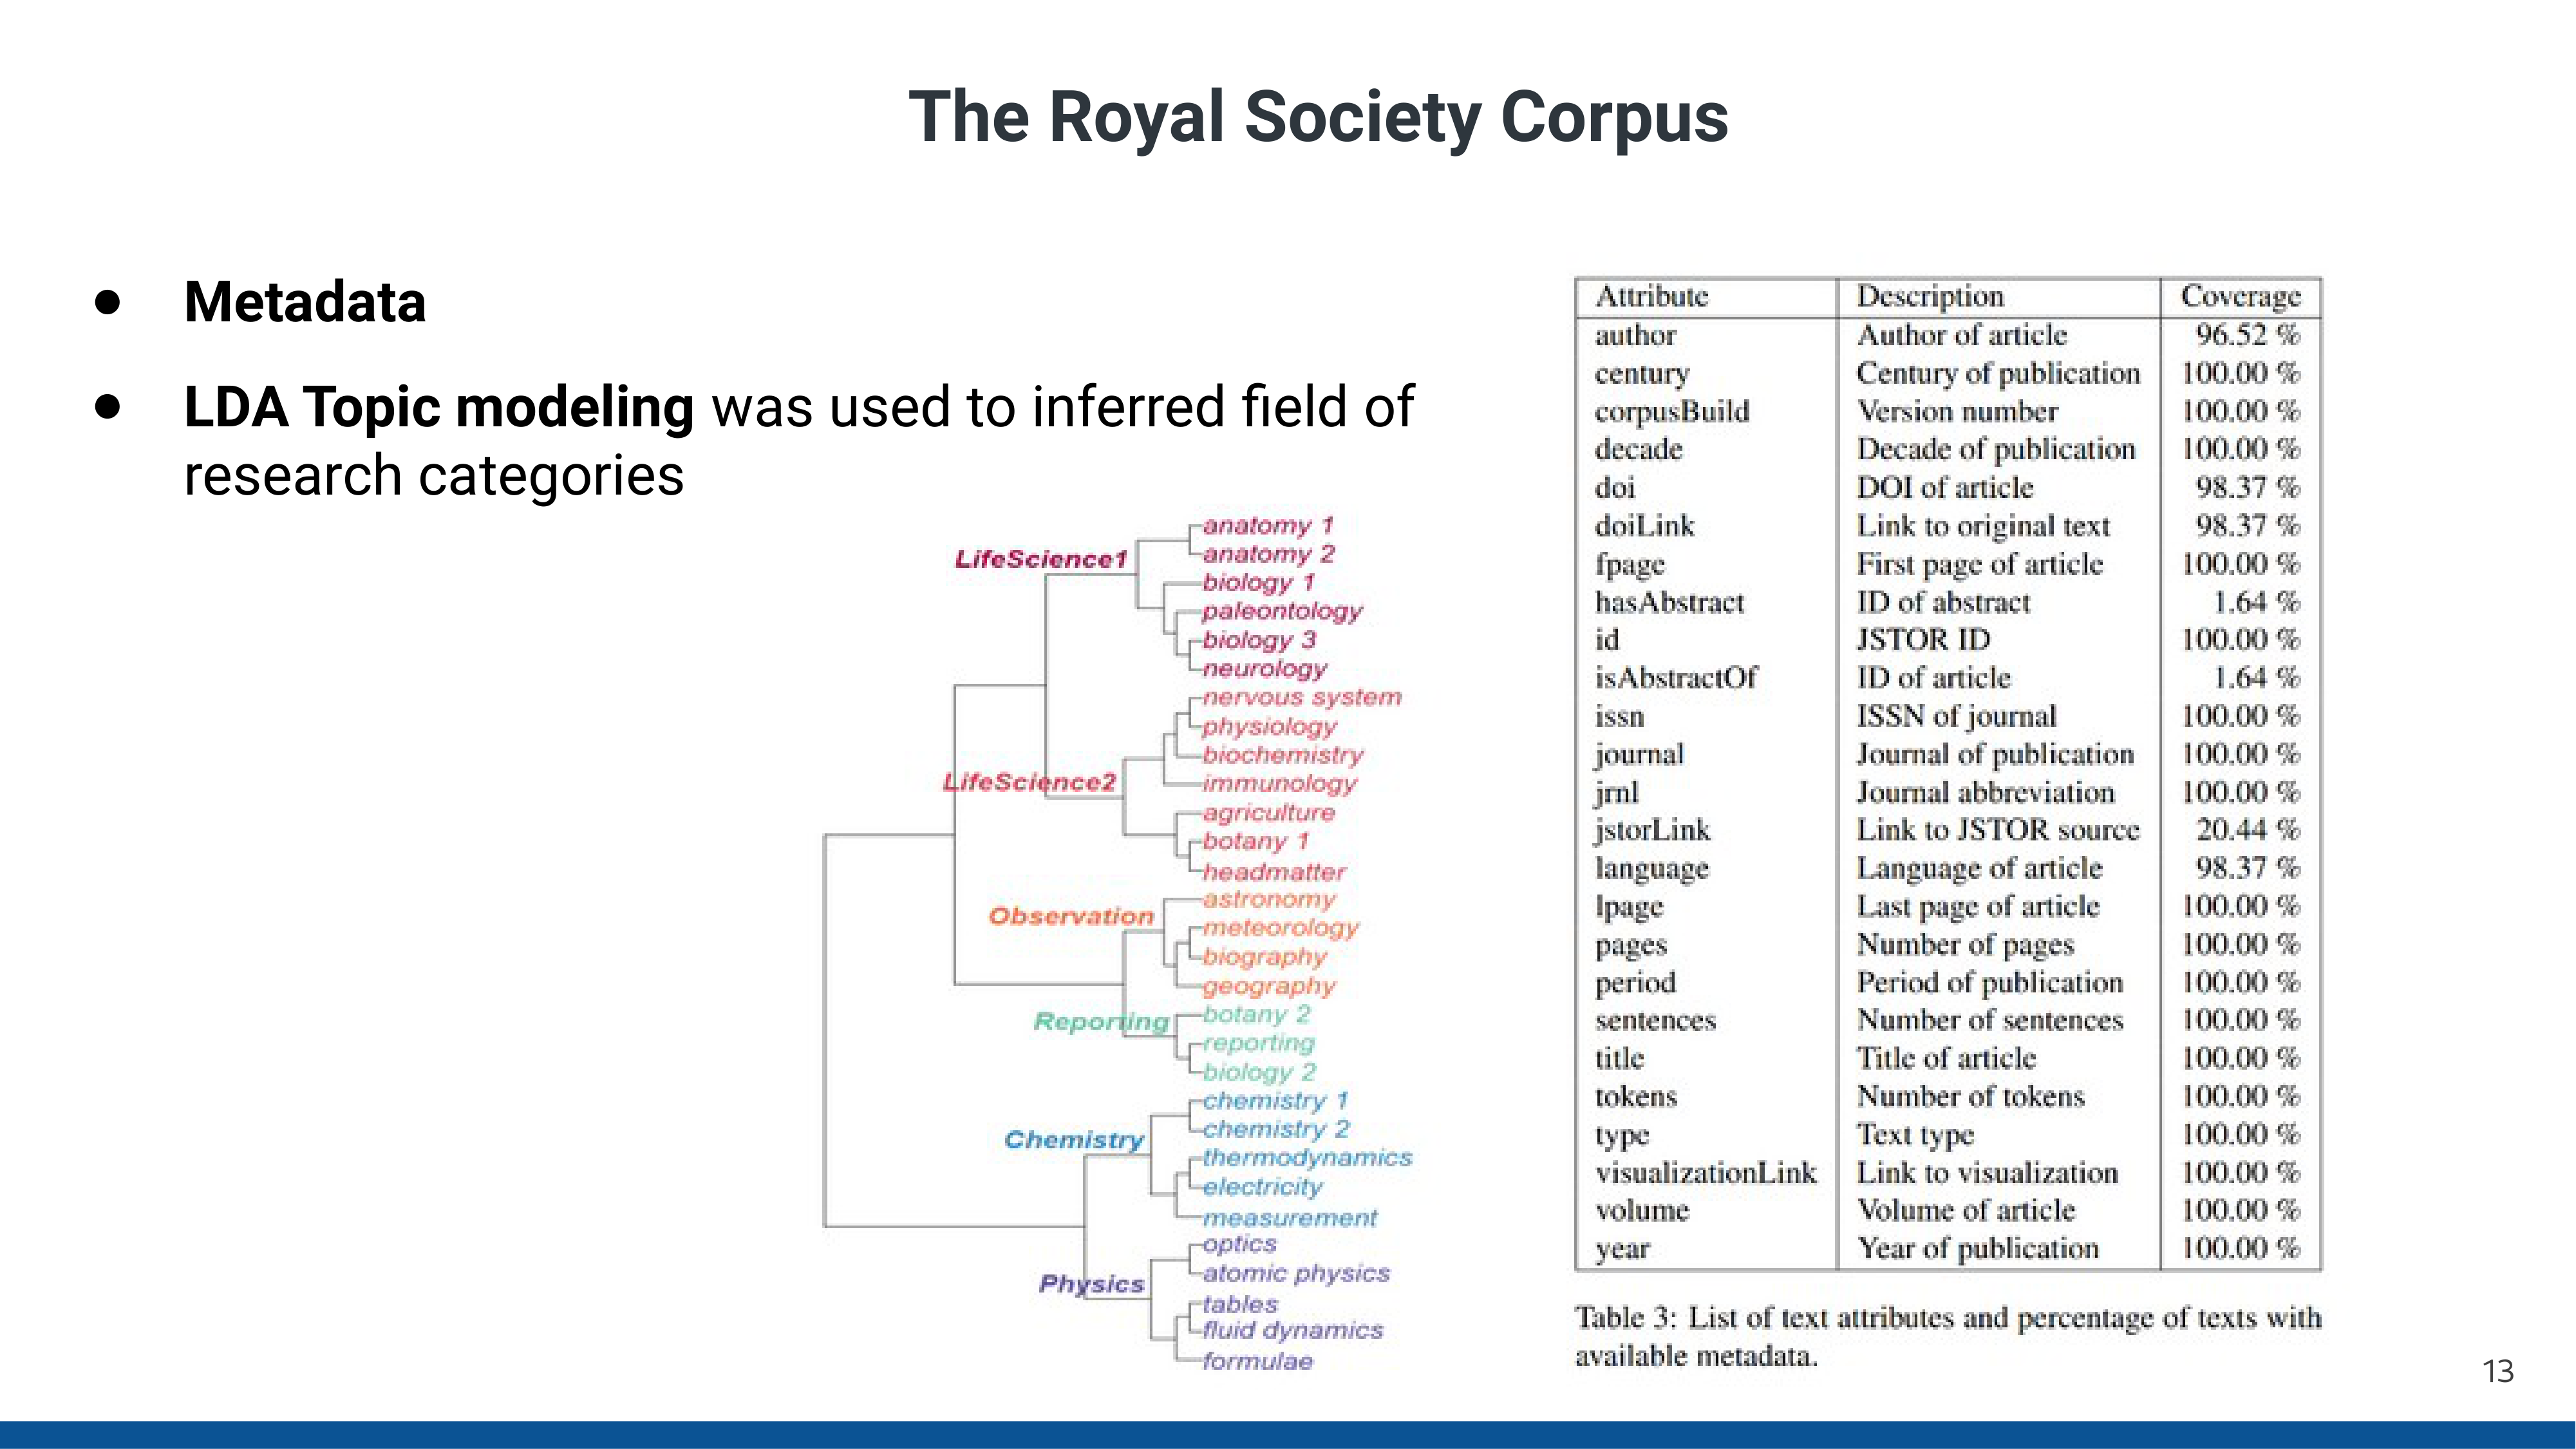 The Royal Society Corpus
● Metadata
● LDA Topic modeling was used to inferred field of
research categories
LifeScience1
anatomy 1
anatomy 2
biology 1
paleontology
biology 3
neurology
LifeScience2
nervous system
physiology
biochemistry
immunology
agriculture
botany 1
headmatter
Observation
astronomy
meteorology
biography
geography
Reporting
botany 2
reporting
biology 2
Chemistry
chemistry 1
chemistry 2
thermodynamics
electricity
measurement
Physics
optics
atomic physics
tables
fluid dynamics
formulae
Attribute Description Coverage
author Author of article 96.52 %
century Century of publication 100.00 %
corpusBuild Version number 100.00 %
decade Decade of publication 100.00 %
doi DOI of article 98.37 %
doiLink Link to original text 98.37 %
fpage First page of article 100.00 %
hasAbstract ID of abstract 1.64 %
id JSTOR ID 100.00 %
isAbstractOf ID of article 1.64 %
issn ISSN of journal 100.00 %
journal Journal of publication 100.00 %
jrnl Journal abbreviation 100.00 %
jstorLink Link to JSTOR source 20.44 %
language Language of article 98.37 %
lpage Last page of article 100.00 %
pages Number of pages 100.00 %
period Period of publication 100.00 %
sentences Number of sentences 100.00 %
title Title of article 100.00 %
tokens Number of tokens 100.00 %
type Text type 100.00 %
visualizationLink Link to visualization 100.00 %
volume Volume of article 100.00 %
year Year of publication 100.00 %
Table 3: List of text attributes and percentage of texts with
available metadata.
13